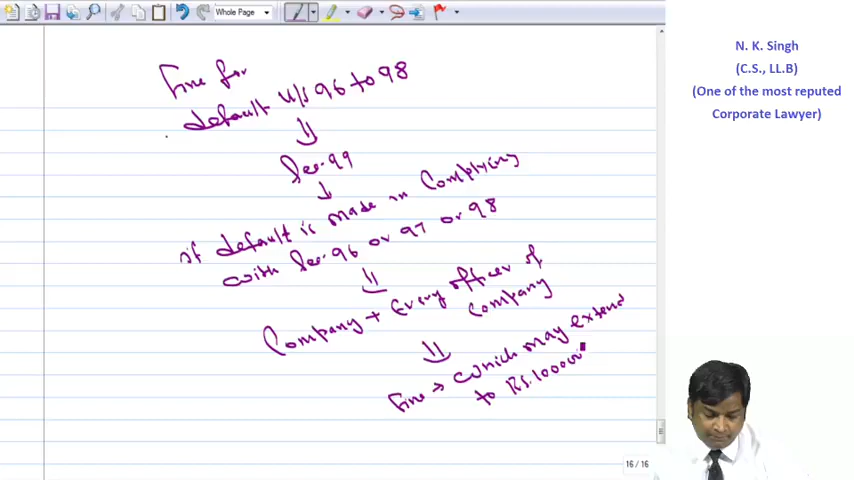 Whole Page
N. K. Singh
(C.S., LL.B)
(One of the most reputed
Corporate Lawyer)
Fine for
default u/s 96 to 98
Sec-99
if default is made in Complying
with Sec-96 or 97 or 98
Company + Every officer of
Company
Fine → which may extend
to Rs.
16 / 16